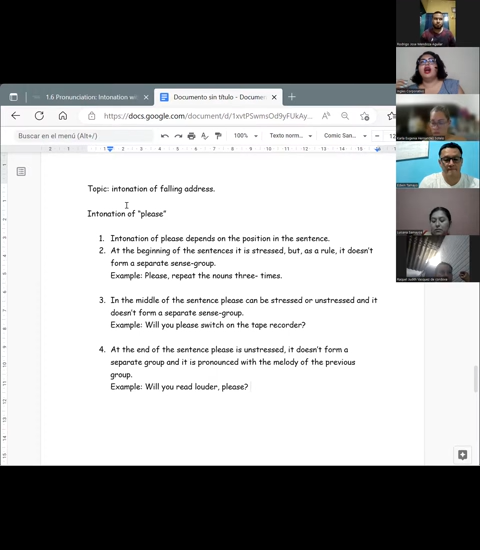 Rodrigo Jose Mendoza Aguilar
1.6 Pronunciation: Intonation wi
Documento sin título - Docume
https://docs.google.com/document/d/1xvtPSwmsOd9yFUkAy...
Buscar en el menú (Alt+/)
100%
Texto norm...
Comic San...
Topic: intonation of falling address.
Intonation of "please"
1. Intonation of please depends on the position in the sentence.
2. At the beginning of the sentences it is stressed, but, as a rule, it doesn't
form a separate sense-group.
Example: Please, repeat the nouns three- times.
3. In the middle of the sentence please can be stressed or unstressed and it
doesn't form a separate sense-group.
Example: Will you please switch on the tape recorder?
4. At the end of the sentence please is unstressed, it doesn't form a
separate group and it is pronounced with the melody of the previous
group.
Example: Will you read louder, please?